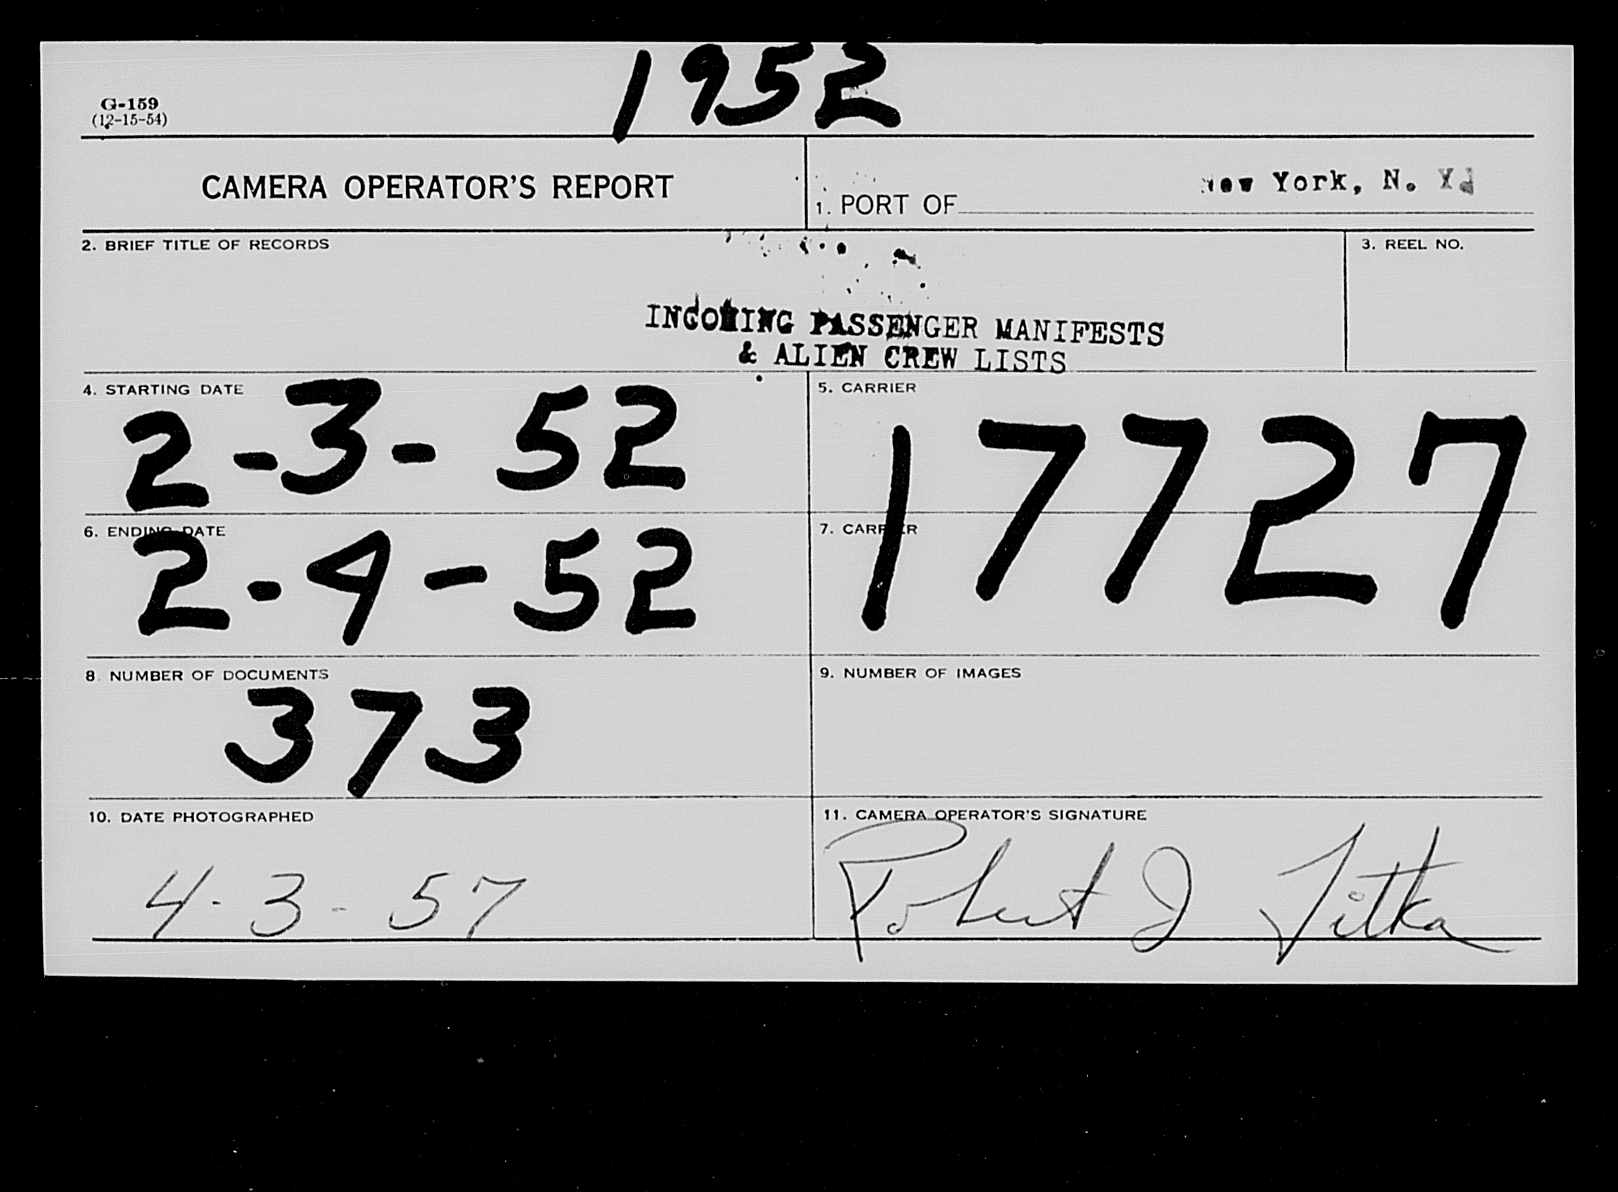 1952
G-159
(12-15-54)
CAMERA OPERATOR'S REPORT
1. PORT OF New York, N. Y.
2. BRIEF TITLE OF RECORDS
3. REEL NO.
INCOMING PASSENGER MANIFESTS
& ALIEN CREW LISTS
4. STARTING DATE
2-3-52
5. CARRIER
17727
6. ENDING DATE
2-4-52
7. CARRIER
8. NUMBER OF DOCUMENTS
373
9. NUMBER OF IMAGES
10. DATE PHOTOGRAPHED
4-3-57
11. CAMERA OPERATOR'S SIGNATURE
Robert J